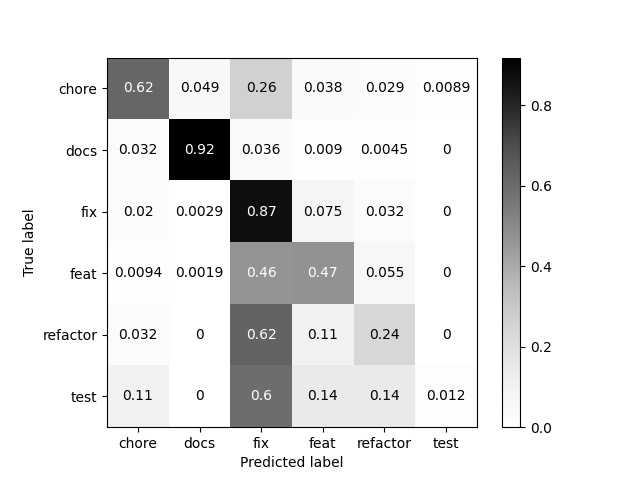 chore 0.62 0.049 0.26 0.038 0.029 0.0089
docs 0.032 0.92 0.036 0.009 0.0045 0
fix 0.02 0.0029 0.87 0.075 0.032 0
feat 0.0094 0.0019 0.46 0.47 0.055 0
refactor 0.032 0 0.62 0.11 0.24 0
test 0.11 0 0.6 0.14 0.14 0.012
chore docs fix feat refactor test
Predicted label
True label
0.8
0.6
0.4
0.2
0.0